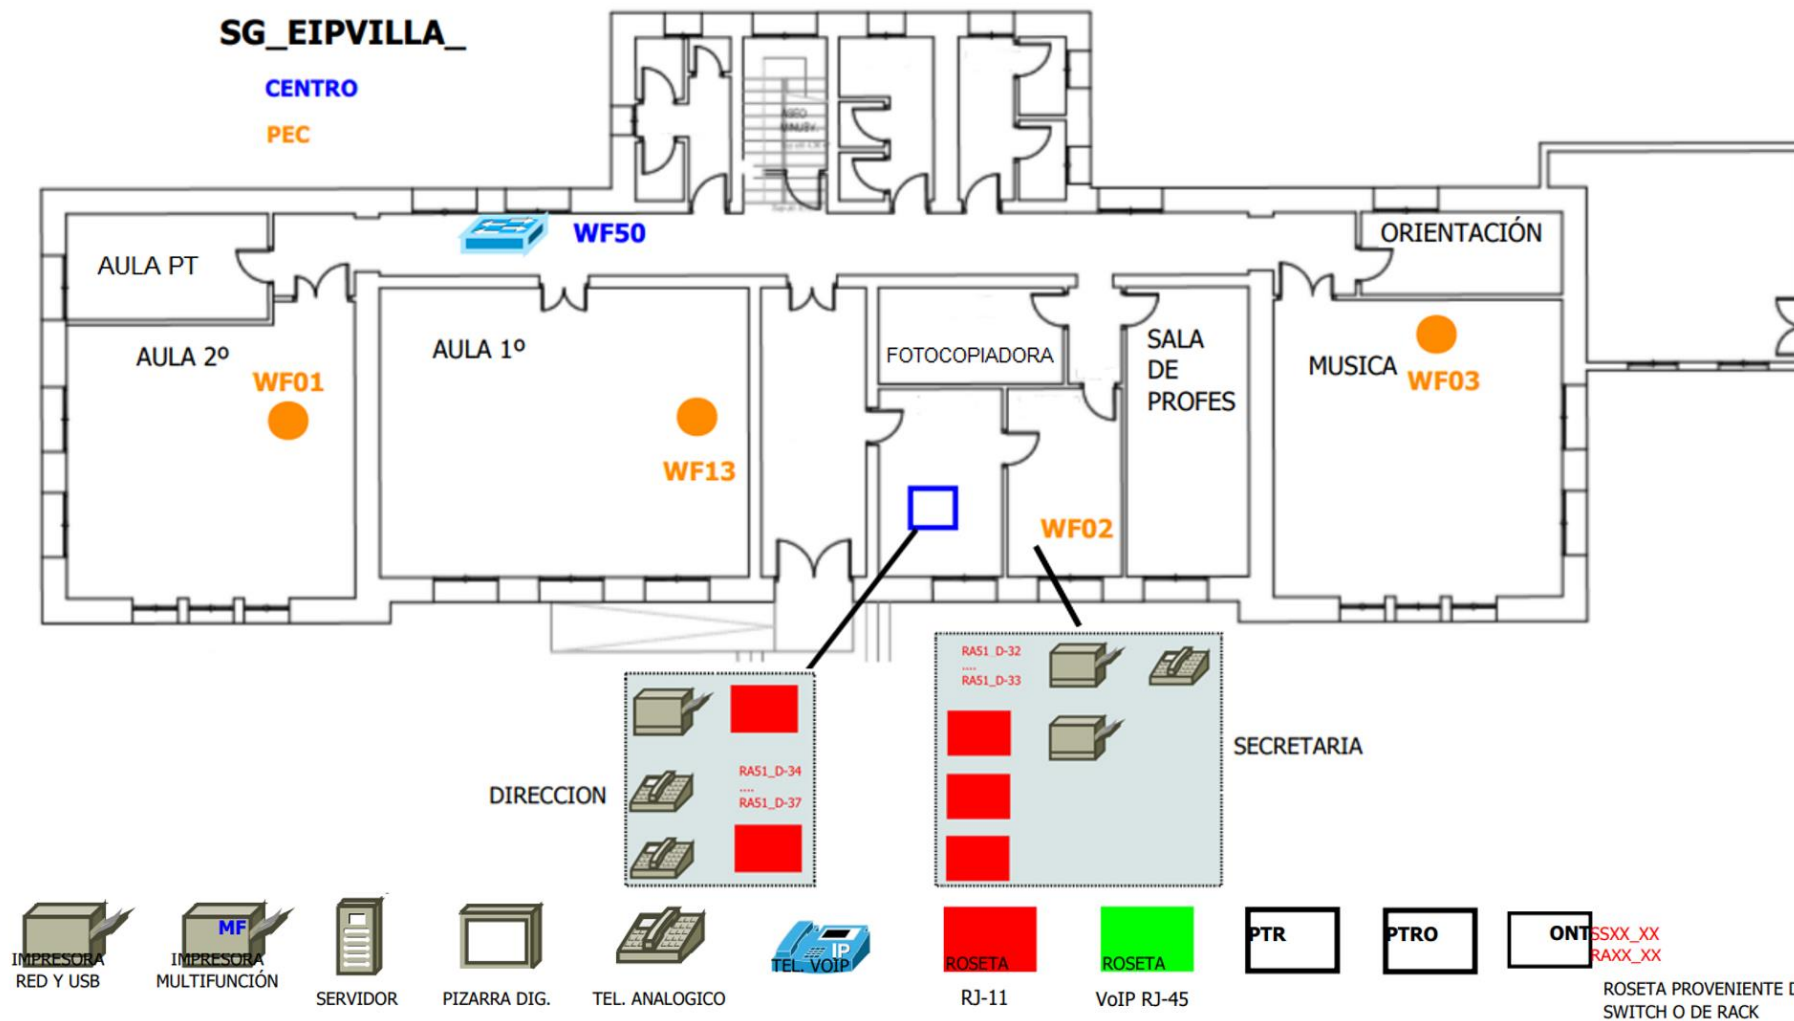 SG_EIPVILLA_
CENTRO
PEC
WF50
AULA PT
ORIENTACIÓN
AULA 2º
AULA 1º
FOTOCOPIADORA
SALA
DE
PROFES
MUSICA
WF01
WF03
WF13
WF02
RA51_D-32
....
RA51_D-33
SECRETARIA
DIRECCION
RA51_D-34
....
RA51_D-37
IMPRESORA
RED Y USB
MF
IMPRESORA
MULTIFUNCIÓN
SERVIDOR
PIZARRA DIG.
TEL. ANALOGICO
IP
TEL. VOIP
ROSETA
RJ-11
ROSETA
VoIP RJ-45
PTR
PTRO
ONT
SSXX_XX
RAXX_XX
ROSETA PROVENIENTE D
SWITCH O DE RACK